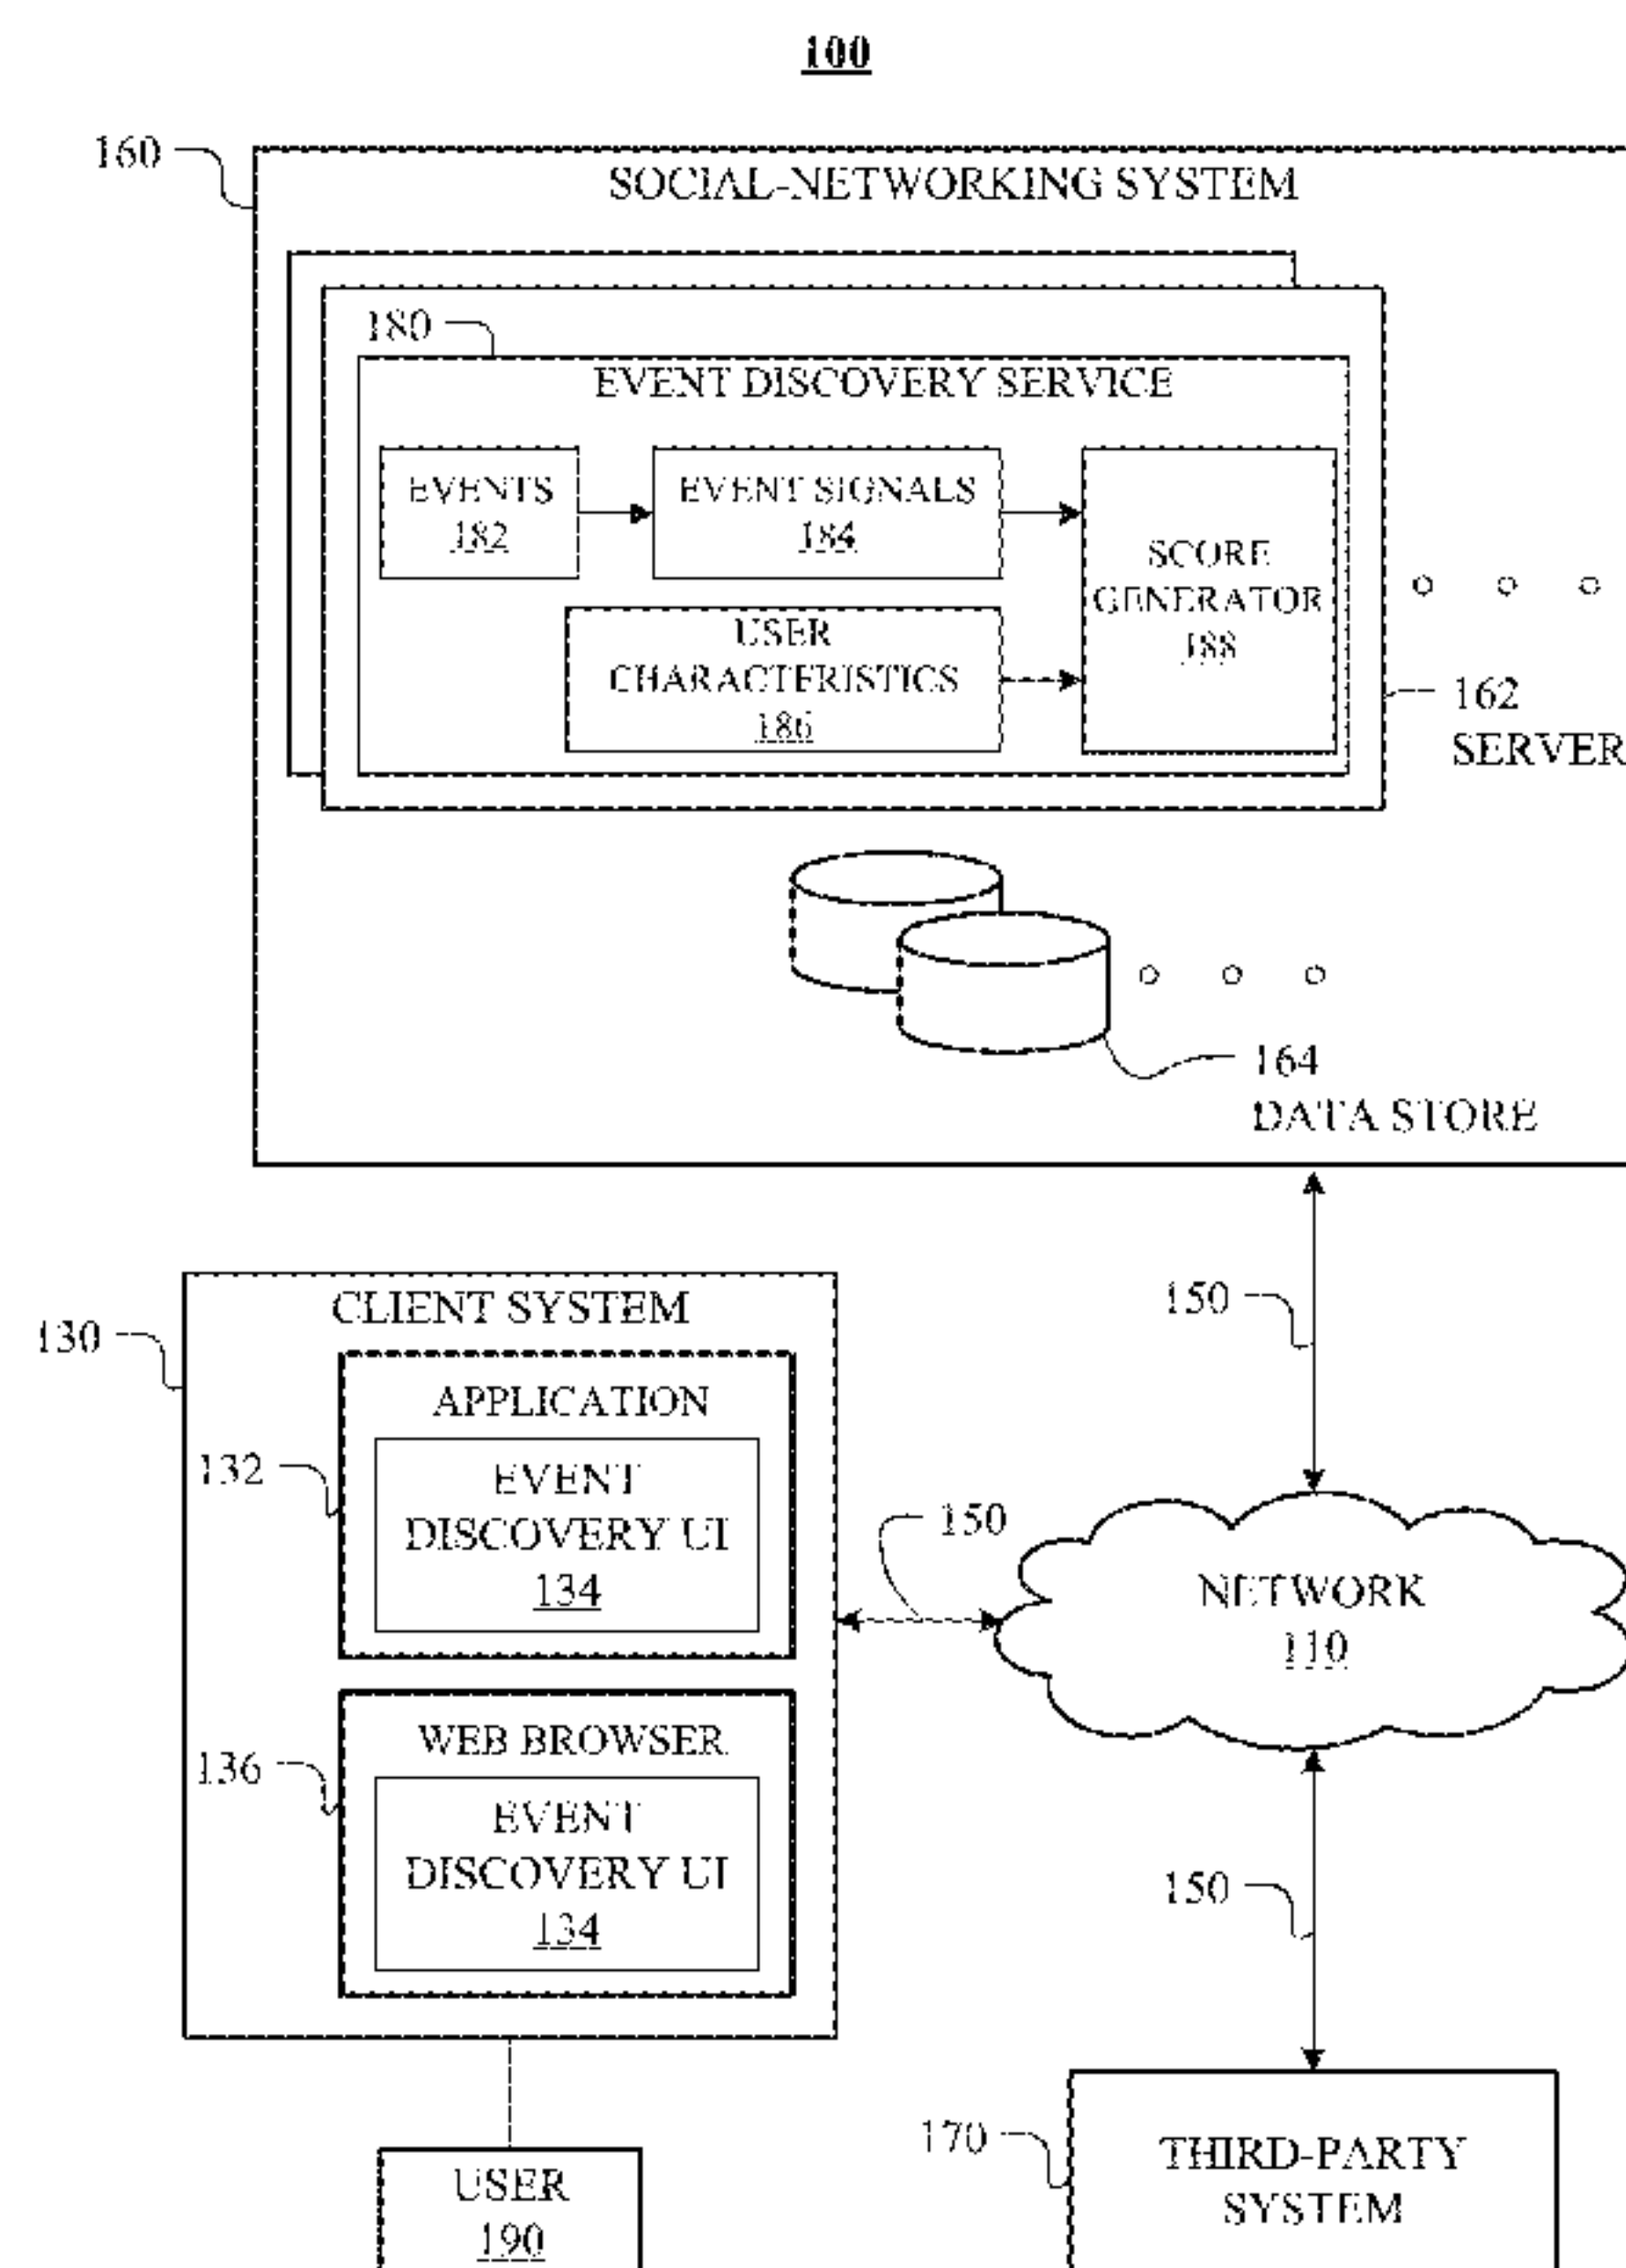 100
160
SOCIAL-NETWORKING SYSTEM
180
EVENT DISCOVERY SERVICE
EVENTS
182
EVENT SIGNALS
184
SCORE
GENERATOR
188
USER
CHARACTERISTICS
186
162
SERVER
164
DATA STORE
CLIENT SYSTEM
130
APPLICATION
132
EVENT
DISCOVERY UI
134
150
150
NETWORK
110
WEB BROWSER
136
EVENT
DISCOVERY UI
134
150
170
THIRD-PARTY
SYSTEM
USER
190